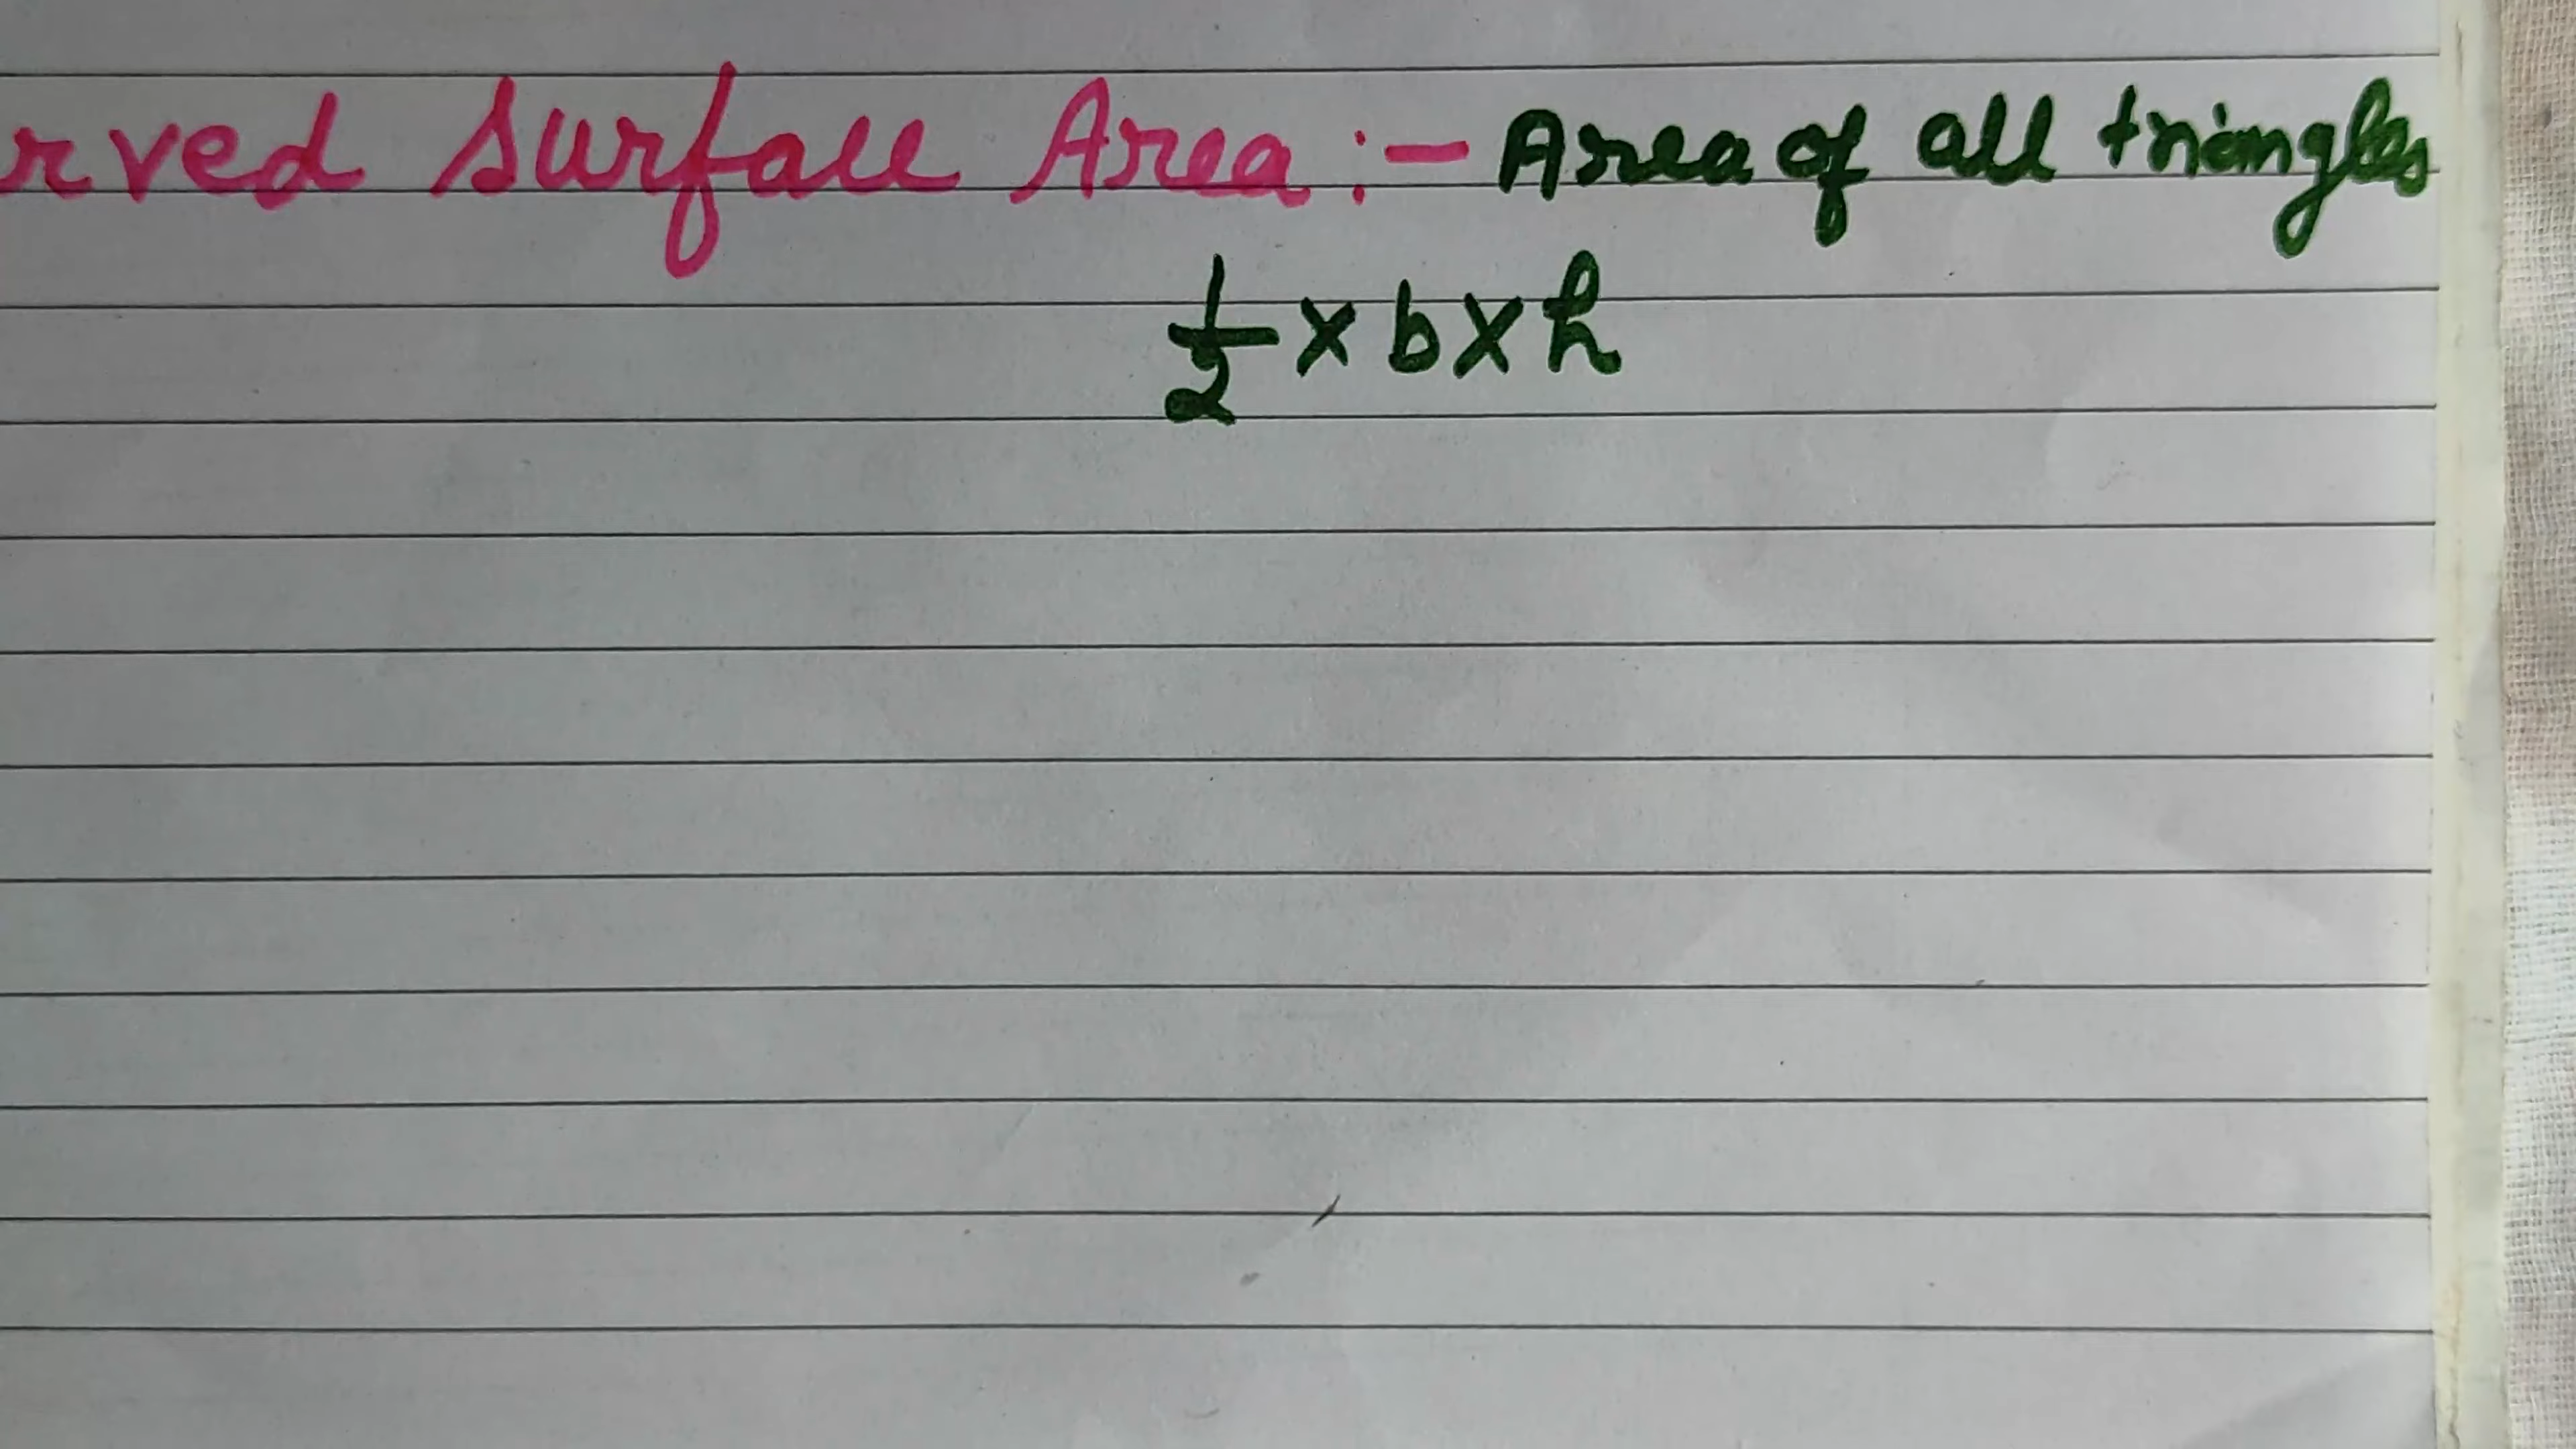 rved Surface Area :- Area of all triangles
1/2 × b × h